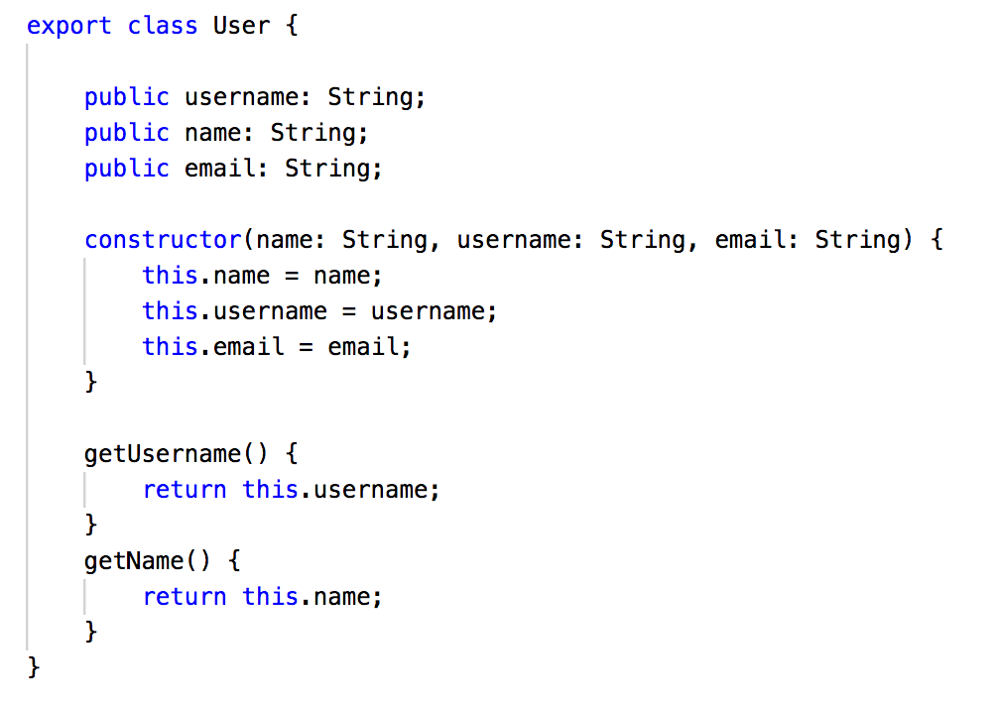 export class User {
    public username: String;
    public name: String;
    public email: String;
    constructor(name: String, username: String, email: String) {
        this.name = name;
        this.username = username;
        this.email = email;
    }
    getUsername() {
        return this.username;
    }
    getName() {
        return this.name;
    }
}